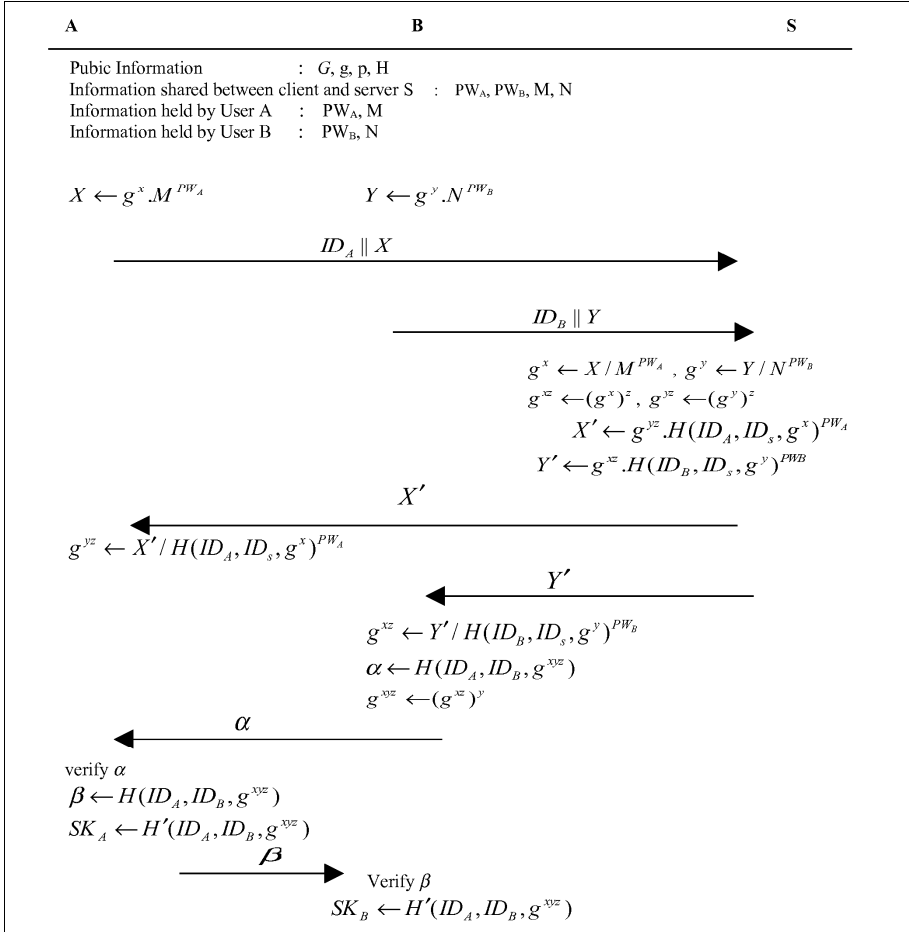 A B S
Pubic Information : G, g, p, H
Information shared between client and server S : PW_A, PW_B, M, N
Information held by User A : PW_A, M
Information held by User B : PW_B, N
X ← g^x.M^{PW_A} Y ← g^y.N^{PW_B}
ID_A || X
ID_B || Y
g^x ← X / M^{PW_A} , g^y ← Y / N^{PW_B}
g^{xz} ← (g^x)^z , g^{yz} ← (g^y)^z
X′ ← g^{yz}.H(ID_A, ID_s, g^x)^{PW_A}
Y′ ← g^{xz}.H(ID_B, ID_s, g^y)^{PWB}
X′
g^{yz} ← X′ / H(ID_A, ID_s, g^x)^{PW_A}
Y′
g^{xz} ← Y′ / H(ID_B, ID_s, g^y)^{PW_B}
α ← H(ID_A, ID_B, g^{xyz})
g^{xyz} ← (g^{xz})^y
α
verify α
β ← H(ID_A, ID_B, g^{xyz})
SK_A ← H′(ID_A, ID_B, g^{xyz})
β
Verify β
SK_B ← H′(ID_A, ID_B, g^{xyz})